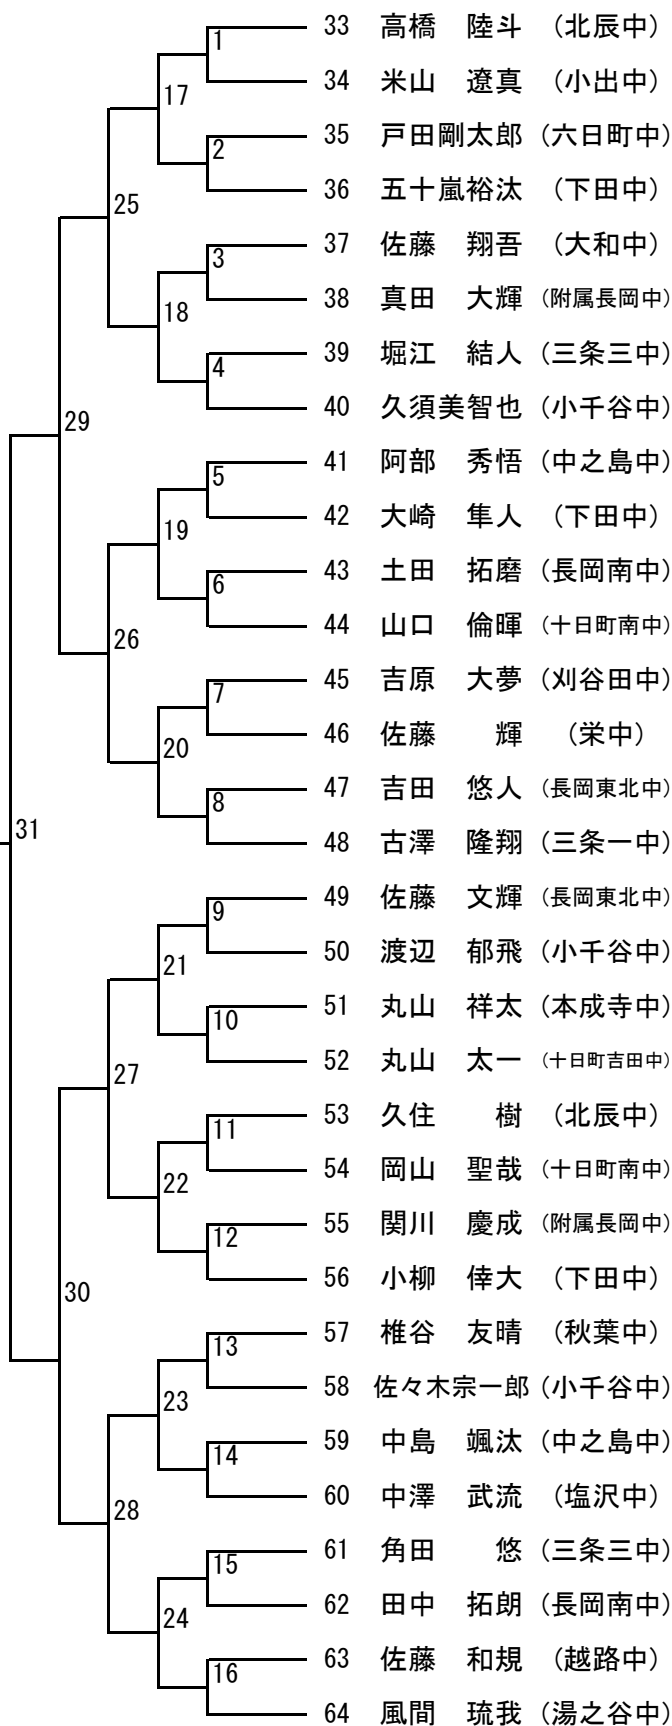 33 高橋　陸斗 （北辰中）
1
34 米山　遼真 （小出中）
17
35 戸田剛太郎 （六日町中）
2
36 五十嵐裕汰 （下田中）
25
37 佐藤　翔吾 （大和中）
3
38 真田　大輝 （附属長岡中）
18
39 堀江　結人 （三条三中）
4
40 久須美智也 （小千谷中）
29
41 阿部　秀悟 （中之島中）
5
42 大崎　隼人 （下田中）
19
43 土田　拓磨 （長岡南中）
6
44 山口　倫暉 （十日町南中）
26
45 吉原　大夢 （刈谷田中）
7
46 佐藤　　輝 （栄中）
20
47 吉田　悠人 （長岡東北中）
8
31
48 古澤　隆翔 （三条一中）
49 佐藤　文輝 （長岡東北中）
9
50 渡辺　郁飛 （小千谷中）
21
51 丸山　祥太 （本成寺中）
10
52 丸山　太一 （十日町吉田中）
27
53 久住　　樹 （北辰中）
11
54 岡山　聖哉 （十日町南中）
22
55 関川　慶成 （附属長岡中）
12
56 小柳　倖大 （下田中）
30
57 椎谷　友晴 （秋葉中）
13
58 佐々木宗一郎 （小千谷中）
23
59 中島　颯汰 （中之島中）
14
60 中澤　武流 （塩沢中）
28
61 角田　　悠 （三条三中）
15
62 田中　拓朗 （長岡南中）
24
63 佐藤　和規 （越路中）
16
64 風間　琉我 （湯之谷中）